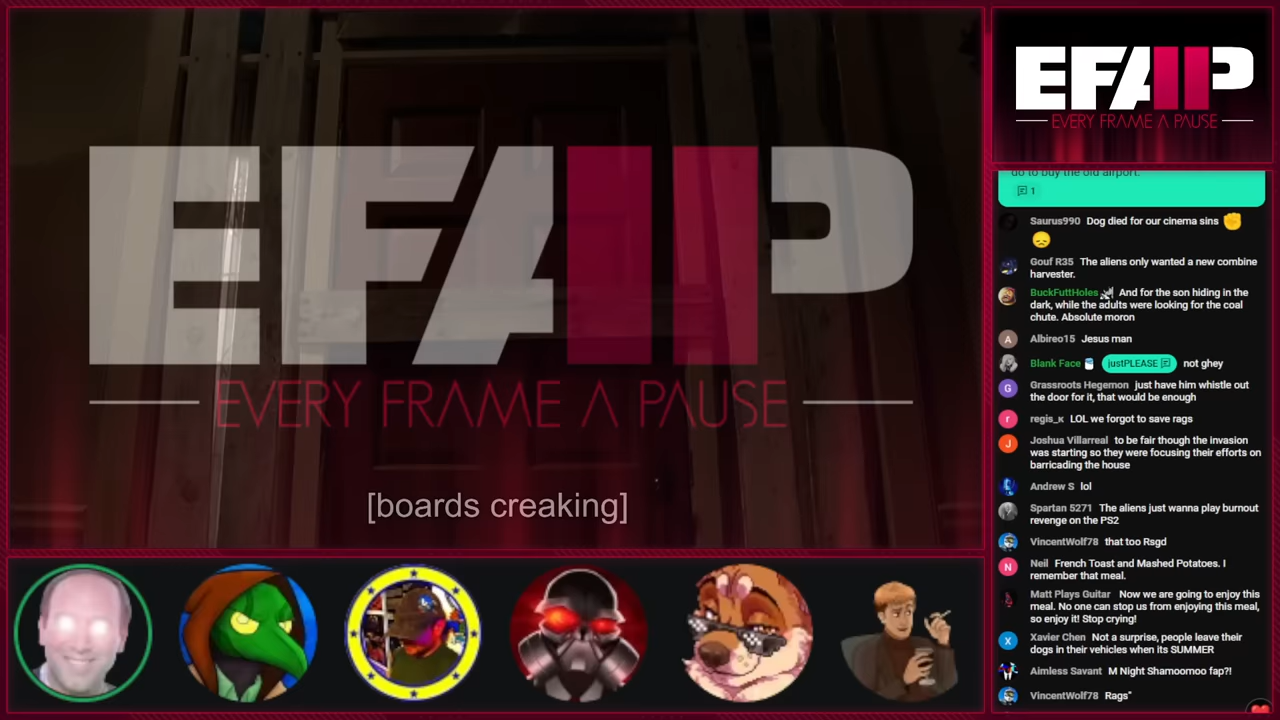 EFAP
EVERY FRAME A PAUSE
[boards creaking]
EFAP
EVERY FRAME A PAUSE
do to buy the old airport.
1
Saurus990 Dog died for our cinema sins
Gouf R35 The aliens only wanted a new combine
harvester.
BuckFuttHoles And for the son hiding in the
dark, while the adults were looking for the coal
chute. Absolute moron
A Albireo15 Jesus man
Blank Face justPLEASE not ghey
G Grassroots Hegemon just have him whistle out
the door for it, that would be enough
r regis_κ LOL we forgot to save rags
J Joshua Villarreal to be fair though the invasion
was starting so they were focusing their efforts on
barricading the house
Andrew S lol
Spartan 5271 The aliens just wanna play burnout
revenge on the PS2
VincentWolf78 that too Rsgd
N Neil French Toast and Mashed Potatoes. I
remember that meal.
Matt Plays Guitar Now we are going to enjoy this
meal. No one can stop us from enjoying this meal,
so enjoy it! Stop crying!
X Xavier Chen Not a surprise, people leave their
dogs in their vehicles when its SUMMER
Aimless Savant M Night Shamoomoo fap?!
VincentWolf78 Rags"